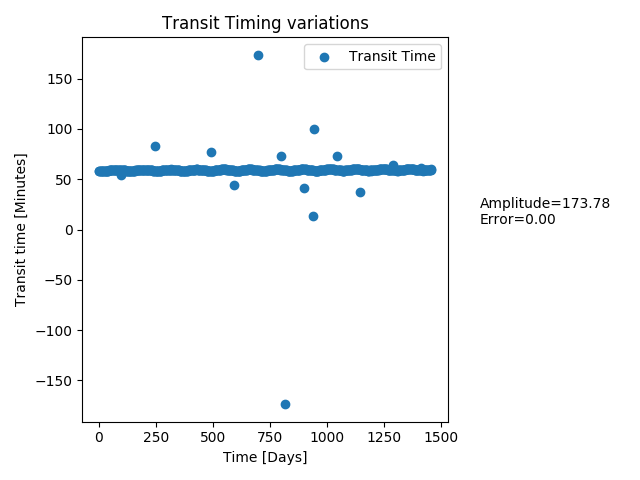 Transit Timing variations
Transit Time
Transit time [Minutes]
150
100
50
0
−50
−100
−150
0
250
500
750
1000
1250
1500
Time [Days]
Amplitude=173.78
Error=0.00